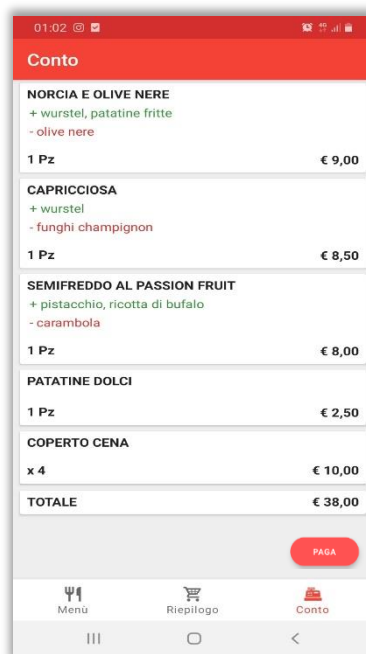 01:02
4G
Conto
NORCIA E OLIVE NERE
+ wurstel, patatine fritte
- olive nere
1 Pz € 9,00
CAPRICCIOSA
+ wurstel
- funghi champignon
1 Pz € 8,50
SEMIFREDDO AL PASSION FRUIT
+ pistacchio, ricotta di bufalo
- carambola
1 Pz € 8,00
PATATINE DOLCI
1 Pz € 2,50
COPERTO CENA
x 4 € 10,00
TOTALE € 38,00
PAGA
Menù Riepilogo Conto